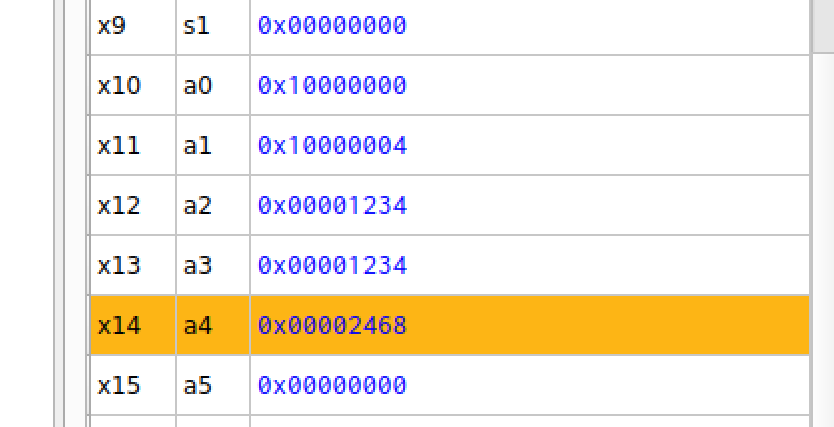 x9 s1 0x00000000
x10 a0 0x10000000
x11 a1 0x10000004
x12 a2 0x00001234
x13 a3 0x00001234
x14 a4 0x00002468
x15 a5 0x00000000